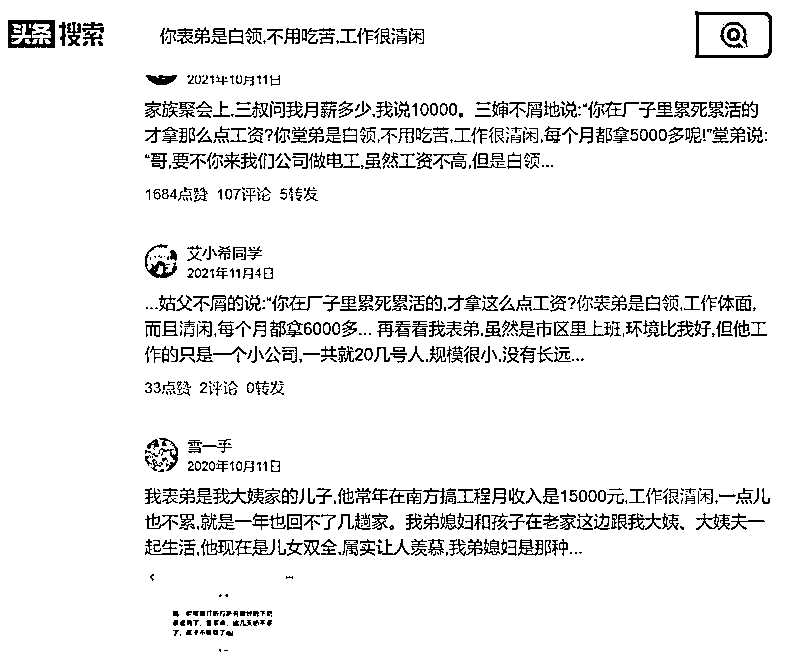 头条搜索
你表弟是白领,不用吃苦,工作很清闲
2021年10月11日
家族聚会上,三叔问我月薪多少,我说10000。三婶不屑地说:“你在厂子里累死累活的
才拿那么点工资?你堂弟是白领,不用吃苦,工作很清闲,每个月都拿5000多呢!”堂弟说:
“哥,要不你来我们公司做电工,虽然工资不高,但是白领...
1684点赞 107评论 5转发
艾小希同学
2021年11月4日
...姑父不屑的说:“你在厂子里累死累活的,才拿这么点工资?你表弟是白领,工作体面,
而且清闲,每个月都拿6000多... 再看看我表弟,虽然是市区里上班,环境比我好,但他工
作的只是一个小公司,一共就20几号人,规模很小,没有长远...
33点赞 2评论 0转发
雪一手
2020年10月11日
我表弟是我大姨家的儿子,他常年在南方搞工程月收入是15000元,工作很清闲,一点儿
也不累,就是一年也回不了几趟家。我弟媳妇和孩子在老家这边跟我大姨、大姨夫一
起生活,他现在是儿女双全,属实让人羡慕,我弟媳妇是那种...